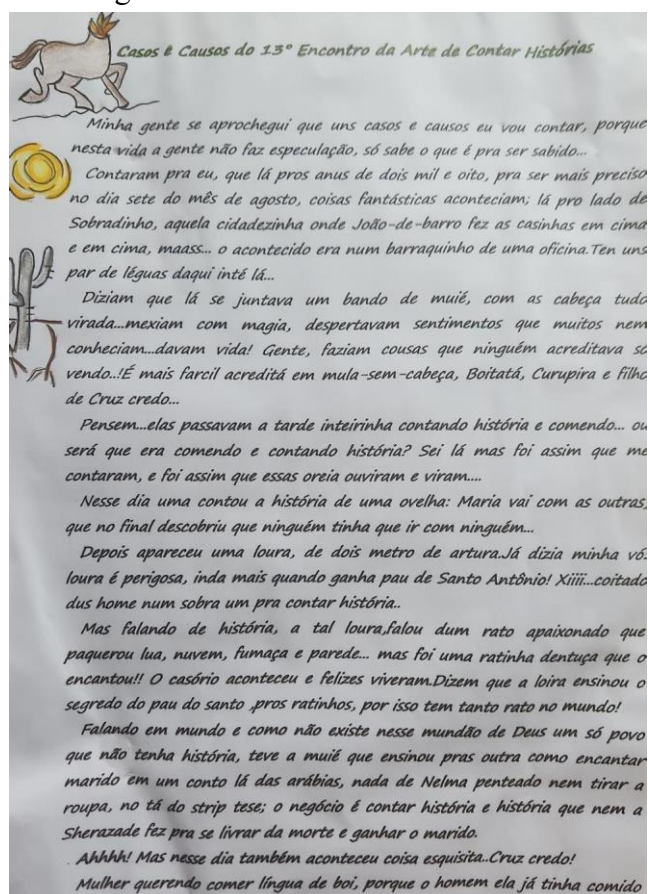 Casos e Causos do 13º Encontro da Arte de Contar Histórias
Minha gente se aprochegui que uns casos e causos eu vou contar, porque
nesta vida a gente não faz especulação, só sabe o que é pra ser sabido...
Contaram pra eu, que lá pros anus de dois mil e oito, pra ser mais preciso
no dia sete do mês de agosto, coisas fantásticas aconteciam; lá pro lado de
Sobradinho, aquela cidadezinha onde João-de-barro fez as casinhas em cima
e em cima, maass... o acontecido era num barraquinho de uma oficina.Ten uns
par de léguas daqui inté lá...
Diziam que lá se juntava um bando de muié, com as cabeça tudo
virada...mexiam com magia, despertavam sentimentos que muitos nem
conheciam...davam vida! Gente, faziam cousas que ninguém acreditava so
vendo..!É mais farcil acreditá em mula-sem-cabeça, Boitatá, Curupira e filho
de Cruz credo...
Pensem...elas passavam a tarde inteirinha contando história e comendo... ou
será que era comendo e contando história? Sei lá mas foi assim que me
contaram, e foi assim que essas oreia ouviram e viram....
Nesse dia uma contou a história de uma ovelha: Maria vai com as outras,
que no final descobriu que ninguém tinha que ir com ninguém...
Depois apareceu uma loura, de dois metro de artura.Já dizia minha vó:
loura é perigosa, inda mais quando ganha pau de Santo Antônio! Xiiii...coitado
dus home num sobra um pra contar história..
Mas falando de história, a tal loura,falou dum rato apaixonado que
paquerou lua, nuvem, fumaça e parede... mas foi uma ratinha dentuça que o
encantou!! O casório aconteceu e felizes viveram.Dizem que a loira ensinou o
segredo do pau do santo ,pros ratinhos, por isso tem tanto rato no mundo!
Falando em mundo e como não existe nesse mundão de Deus um só povo
que não tenha história, teve a muié que ensinou pras outra como encantar
marido em um conto lá das arábias, nada de Nelma penteado nem tirar a
roupa, no tá do strip tese; o negócio é contar história e história que nem a
Sherazade fez pra se livrar da morte e ganhar o marido.
Ahhhh! Mas nesse dia também aconteceu coisa esquisita..Cruz credo!
Mulher querendo comer língua de boi, porque o homem ela já tinha comido